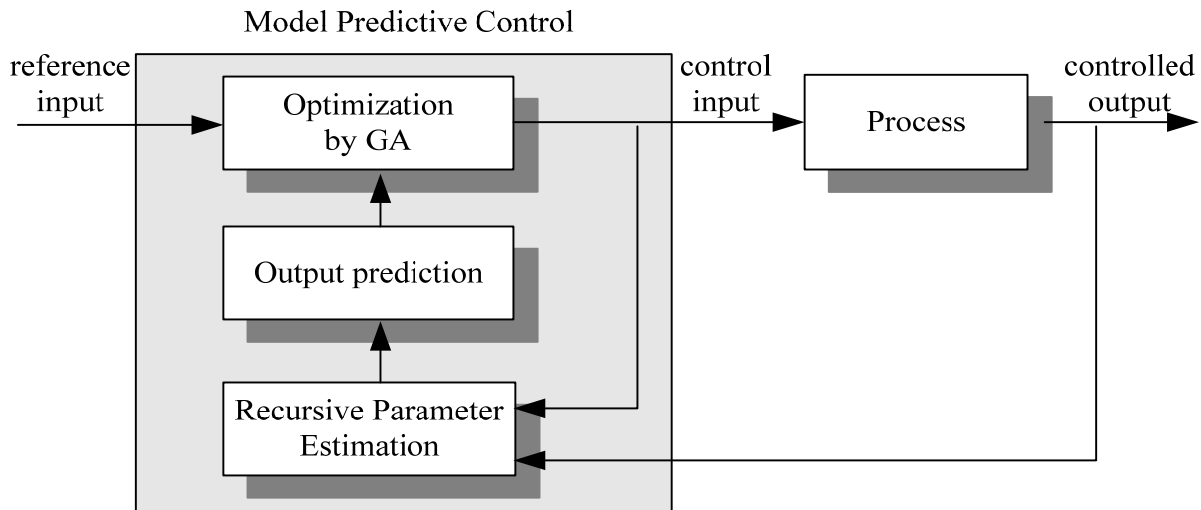 Model Predictive Control
reference
input
Optimization
by GA
control
input
Process
controlled
output
Output prediction
Recursive Parameter
Estimation